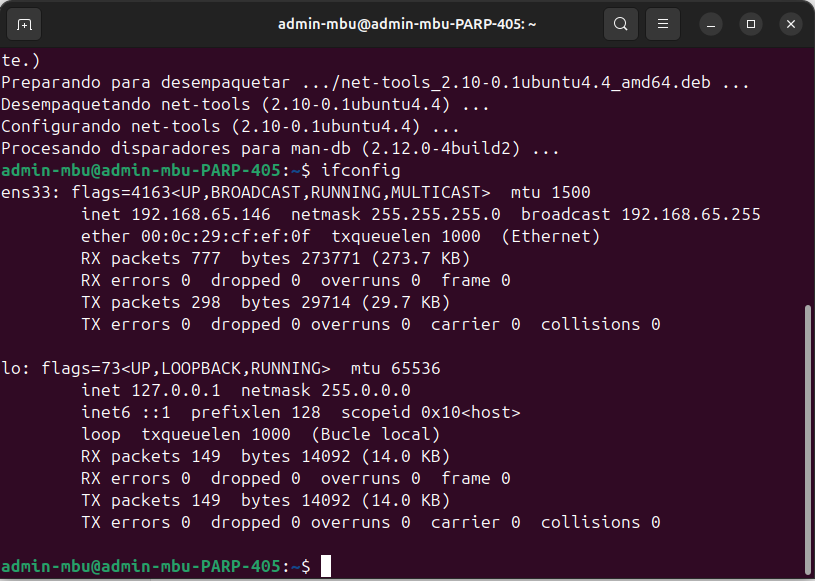 admin-mbu@admin-mbu-PARP-405: ~
te.)
Preparando para desempaquetar .../net-tools_2.10-0.1ubuntu4.4_amd64.deb ...
Desempaquetando net-tools (2.10-0.1ubuntu4.4) ...
Configurando net-tools (2.10-0.1ubuntu4.4) ...
Procesando disparadores para man-db (2.12.0-4build2) ...
admin-mbu@admin-mbu-PARP-405:~$ ifconfig
ens33: flags=4163<UP,BROADCAST,RUNNING,MULTICAST>  mtu 1500
        inet 192.168.65.146  netmask 255.255.255.0  broadcast 192.168.65.255
        ether 00:0c:29:cf:ef:0f  txqueuelen 1000  (Ethernet)
        RX packets 777  bytes 273771 (273.7 KB)
        RX errors 0  dropped 0  overruns 0  frame 0
        TX packets 298  bytes 29714 (29.7 KB)
        TX errors 0  dropped 0 overruns 0  carrier 0  collisions 0
lo: flags=73<UP,LOOPBACK,RUNNING>  mtu 65536
        inet 127.0.0.1  netmask 255.0.0.0
        inet6 ::1  prefixlen 128  scopeid 0x10<host>
        loop  txqueuelen 1000  (Bucle local)
        RX packets 149  bytes 14092 (14.0 KB)
        RX errors 0  dropped 0  overruns 0  frame 0
        TX packets 149  bytes 14092 (14.0 KB)
        TX errors 0  dropped 0 overruns 0  carrier 0  collisions 0
admin-mbu@admin-mbu-PARP-405:~$